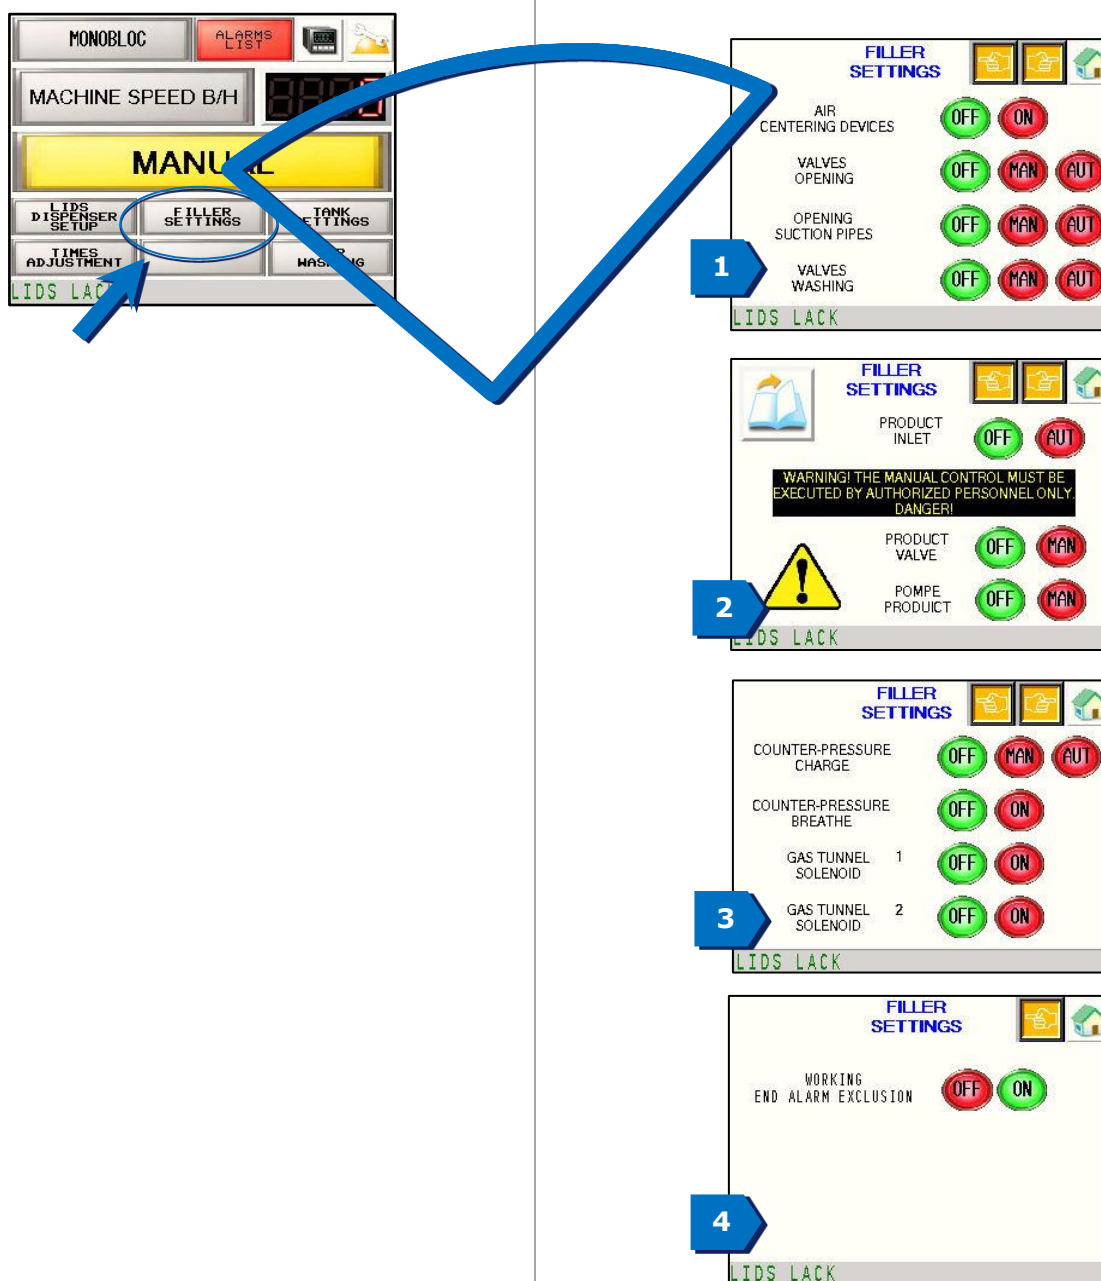 MONOBLOC
ALARMS
LIST
MACHINE SPEED B/H
MANUAL
LIDS
DISPENSER
SETUP
FILLER
SETTINGS
TANK
ETTINGS
TIMES
ADJUSTMENT
LIDS LAC
FILLER
SETTINGS
AIR
CENTERING DEVICES
OFF ON
VALVES
OPENING
OFF MAN AUT
OPENING
SUCTION PIPES
OFF MAN AUT
1
VALVES
WASHING
OFF MAN AUT
LIDS LACK
FILLER
SETTINGS
PRODUCT
INLET
OFF AUT
WARNING! THE MANUAL CONTROL MUST BE
EXECUTED BY AUTHORIZED PERSONNEL ONLY.
DANGER!
PRODUCT
VALVE
OFF MAN
2
POMPE
PRODUICT
OFF MAN
LIDS LACK
FILLER
SETTINGS
COUNTER-PRESSURE
CHARGE
OFF MAN AUT
COUNTER-PRESSURE
BREATHE
OFF ON
GAS TUNNEL 1
SOLENOID
OFF ON
3
GAS TUNNEL 2
SOLENOID
OFF ON
LIDS LACK
FILLER
SETTINGS
WORKING
END ALARM EXCLUSION
OFF ON
4
LIDS LACK